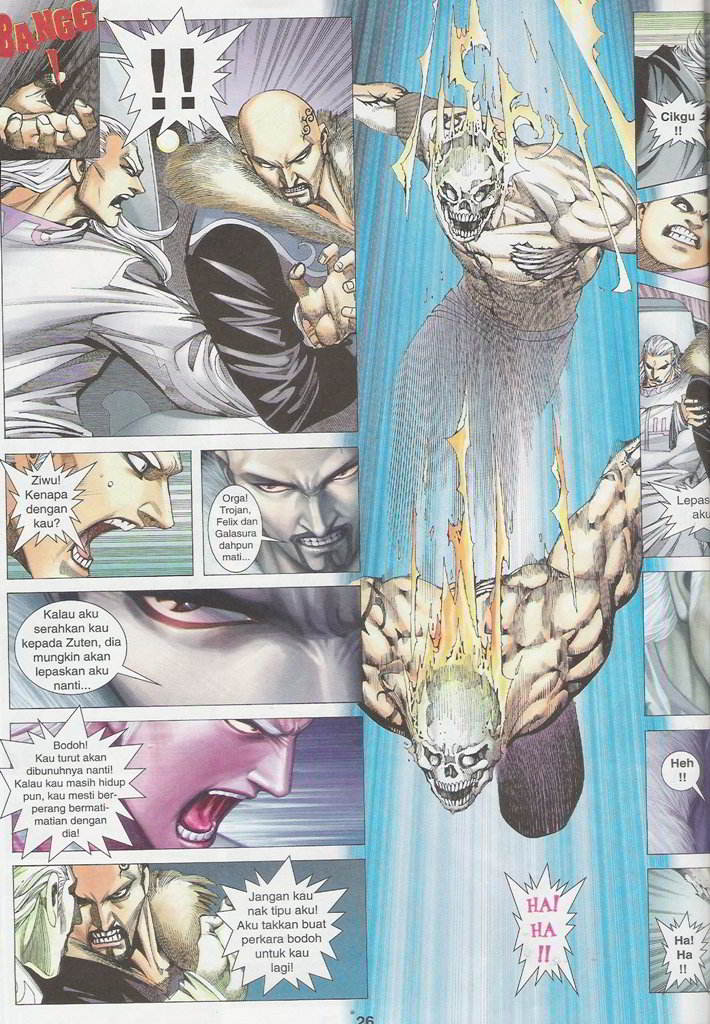 BANGG
!
!!
Ziwu!
Kenapa
dengan
kau?
Orga!
Trojan,
Felix dan
Galasura
dahpun
mati...
Kalau aku
serahkan kau
kepada Zuten, dia
mungkin akan
lepaskan aku
nanti...
Bodoh!
Kau turut akan
dibunuhnya nanti!
Kalau kau masih hidup
pun, kau mesti ber-
perang bermati-
matian dengan
dia!
Jangan kau
nak tipu aku!
Aku takkan buat
perkara bodoh
untuk kau
lagi!
HA!
HA
!!
Cikgu
!!
Lepas
aku
Heh
!!
Ha!
Ha
!!
26